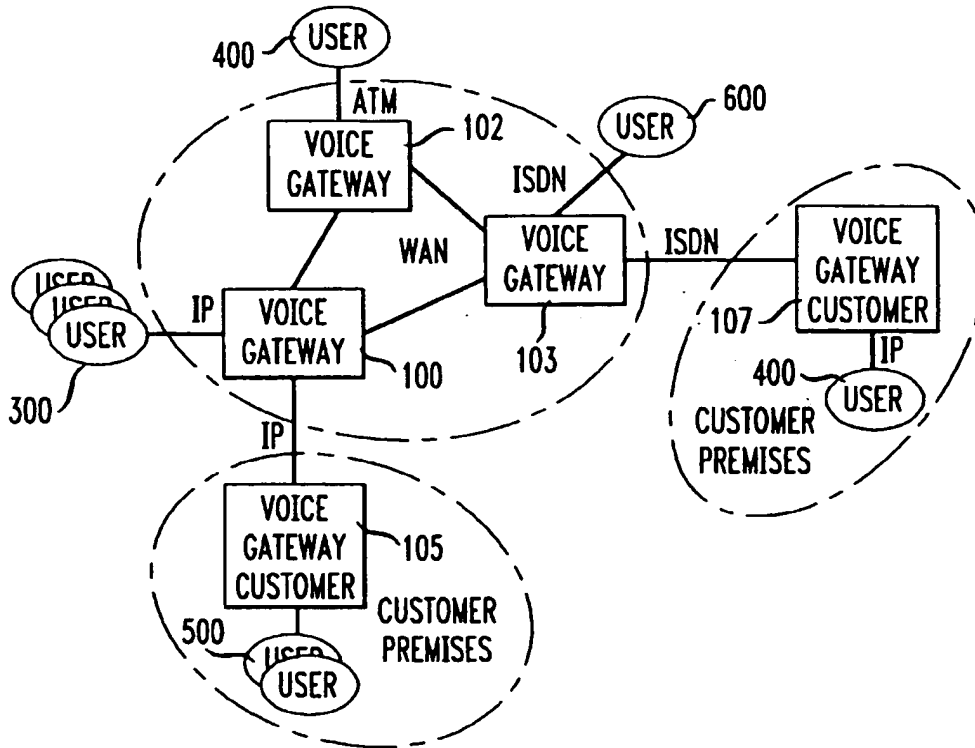 400
USER
ATM
102
VOICE
GATEWAY
600
USER
ISDN
WAN
VOICE
GATEWAY
103
ISDN
VOICE
GATEWAY
CUSTOMER
107
IP
400
USER
CUSTOMER
PREMISES
USER
USER
USER
300
IP
VOICE
GATEWAY
100
IP
VOICE
GATEWAY
CUSTOMER
105
CUSTOMER
PREMISES
500
USER
USER